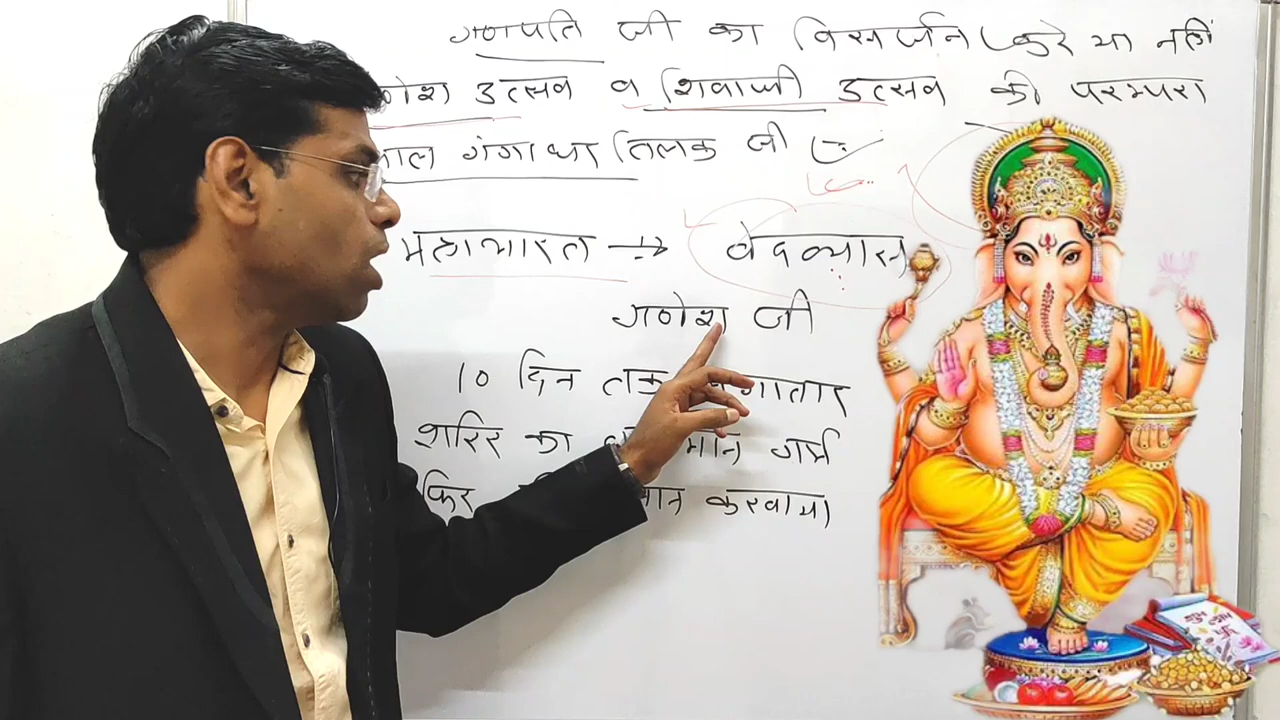 गणपति जी का विसर्जन करे या नहीं
उत्सव व शिवाजी उत्सव की परम्परा
गंगाधर तिलक जी
महाभारत → वेदव्यास
गणेश जी
10 दिन तक
शरिर का गर्म
फिर करवाया
शुभ लाभ